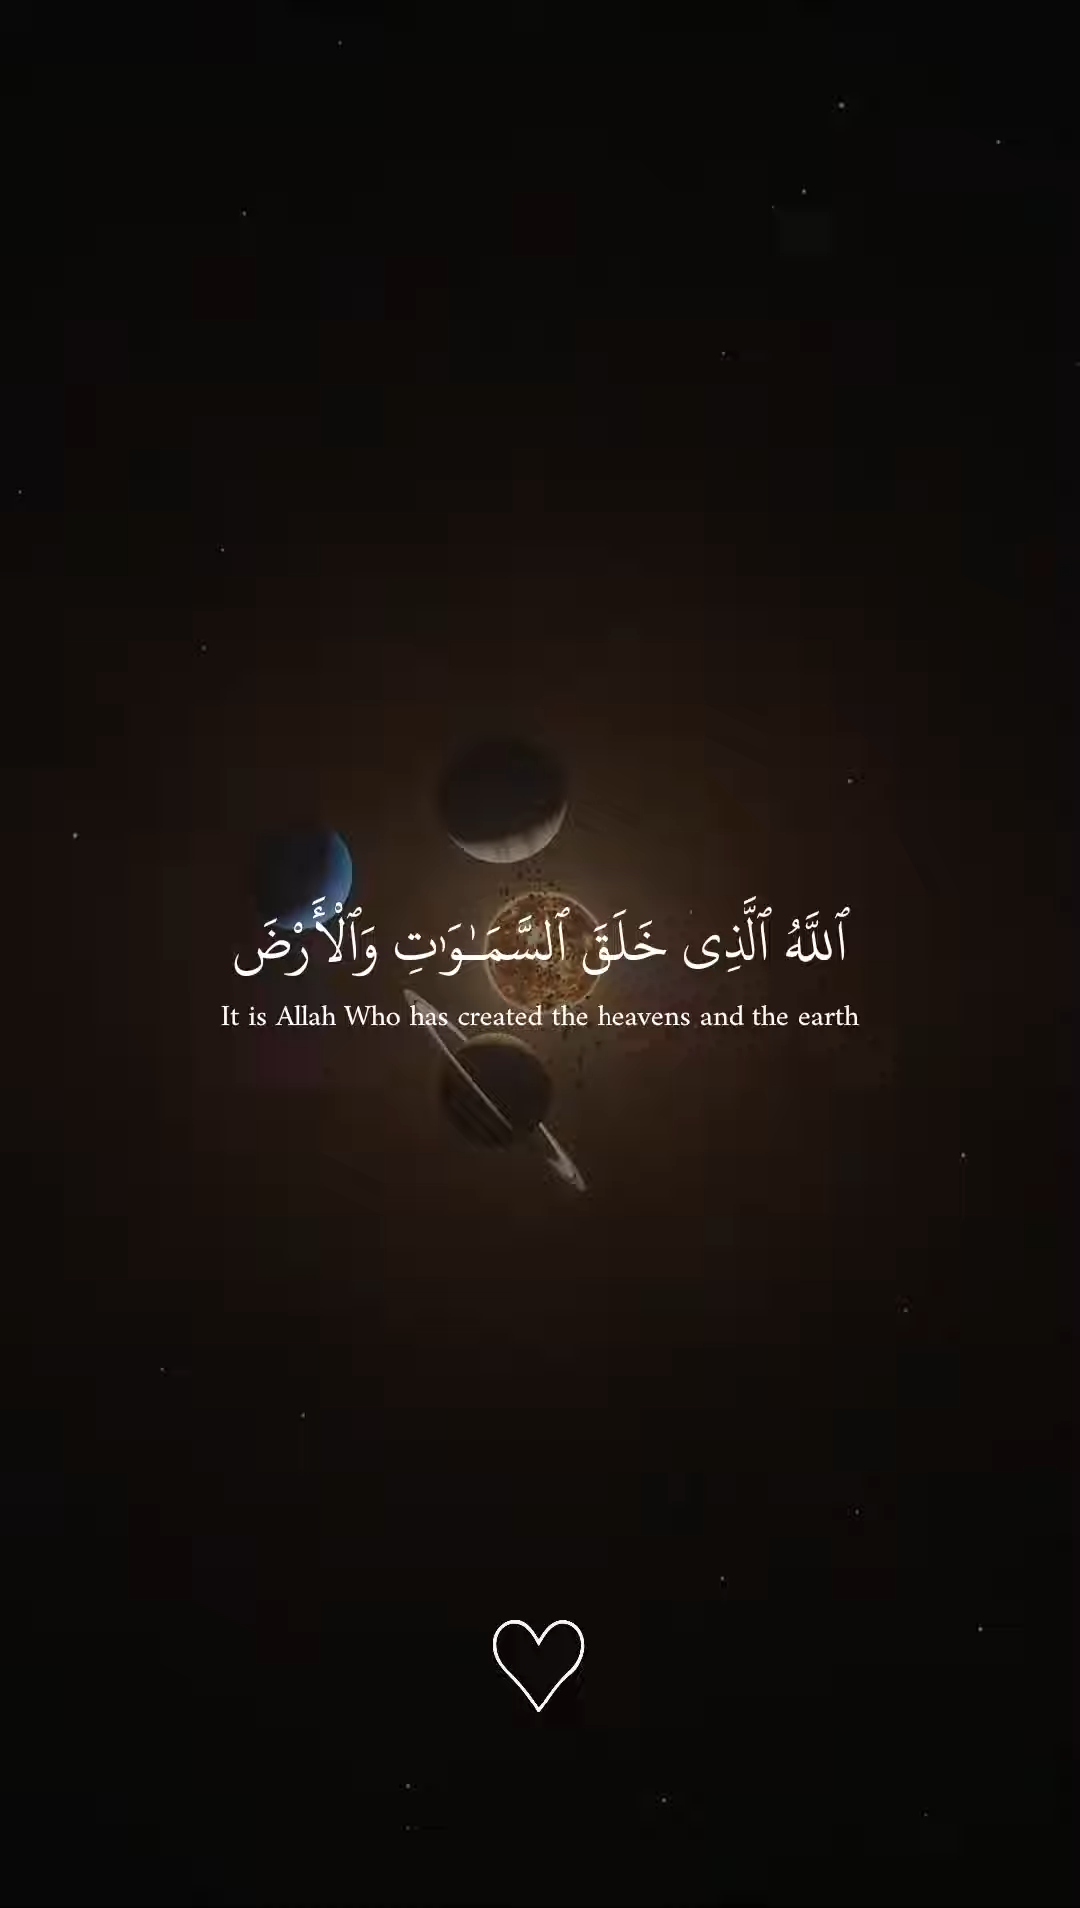 ٱللَّهُ ٱلَّذِى خَلَقَ ٱلسَّمَـٰوَٰتِ وَٱلْأَرْضَ
It is Allah Who has created the heavens and the earth